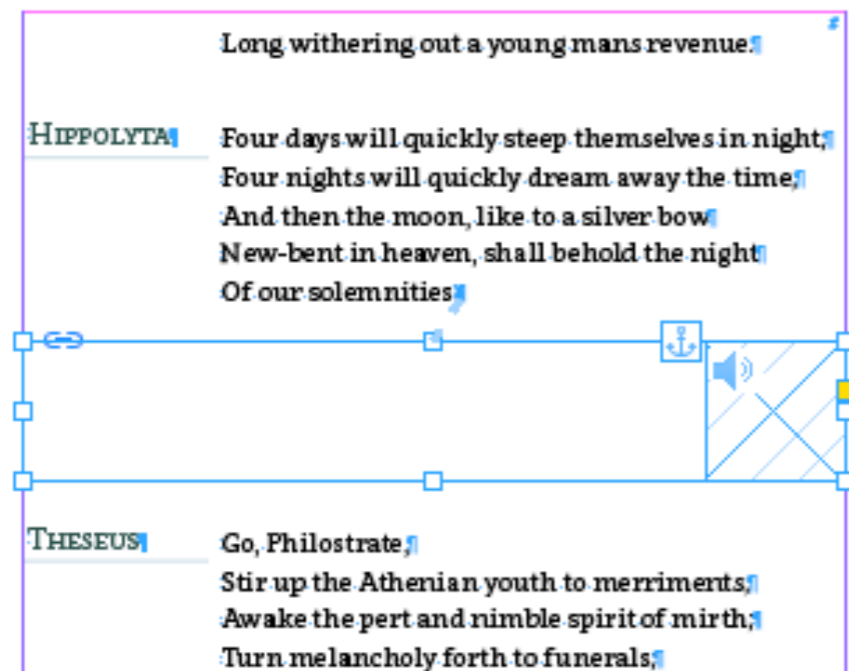 Long withering out a young mans revenue.
HIPPOLYTA
Four days will quickly steep themselves in night;
Four nights will quickly dream away the time;
And then the moon, like to a silver bow
New-bent in heaven, shall behold the night
Of our solemnities.
THESEUS
Go, Philostrate,
Stir up the Athenian youth to merriments;
Awake the pert and nimble spirit of mirth;
Turn melancholy forth to funerals;